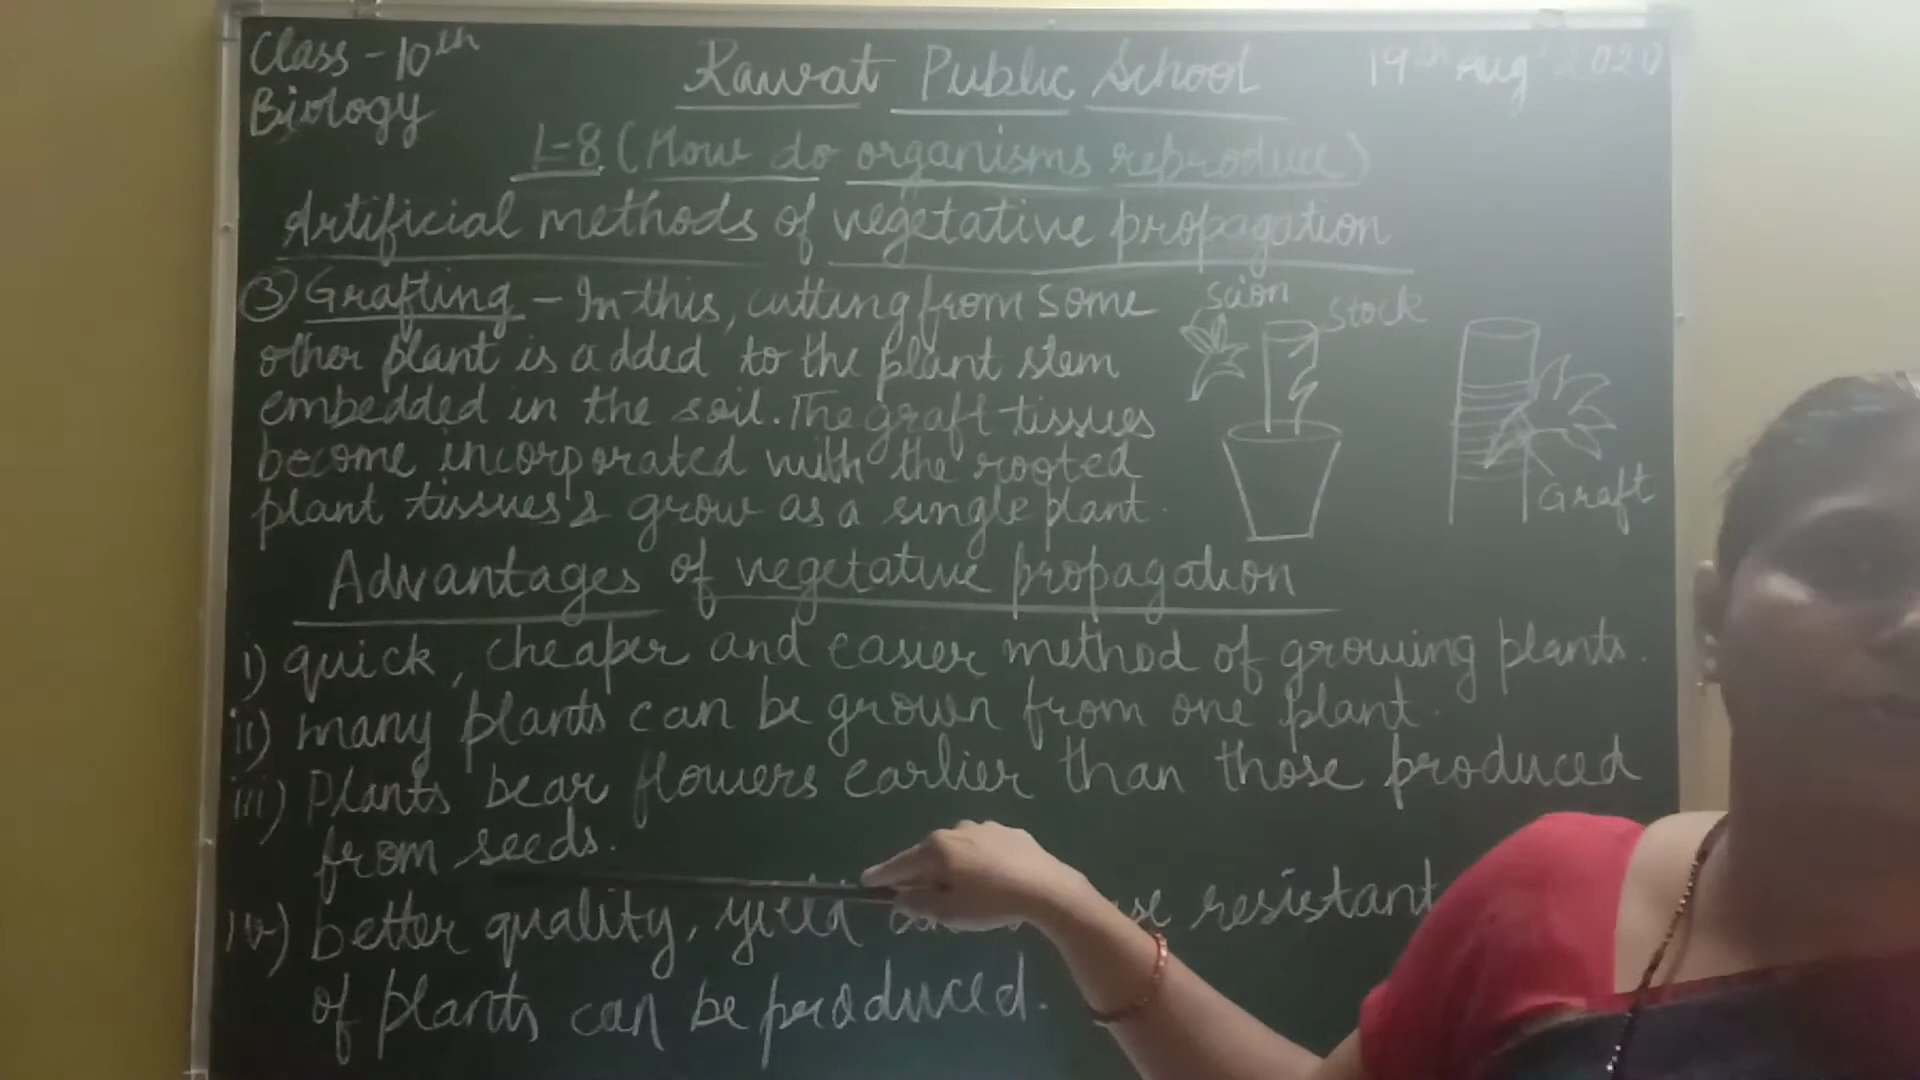 Class - 10th
Biology
Rawat Public School
19th Aug 2020
L-8 (How do organisms reproduce)
Artificial methods of vegetative propagation
③ Grafting - In this, cutting from some
other plant is added to the plant stem
embedded in the soil. The graft tissues
become incorporated with the rooted
plant tissues & grow as a single plant.
Scion
Stock
Graft
Advantages of vegetative propagation
i) quick, cheaper and easier method of growing plants.
ii) many plants can be grown from one plant.
iii) Plants bear flowers earlier than those produced
from seeds.
iv) better quality, yield resistant
of plants can be produced.